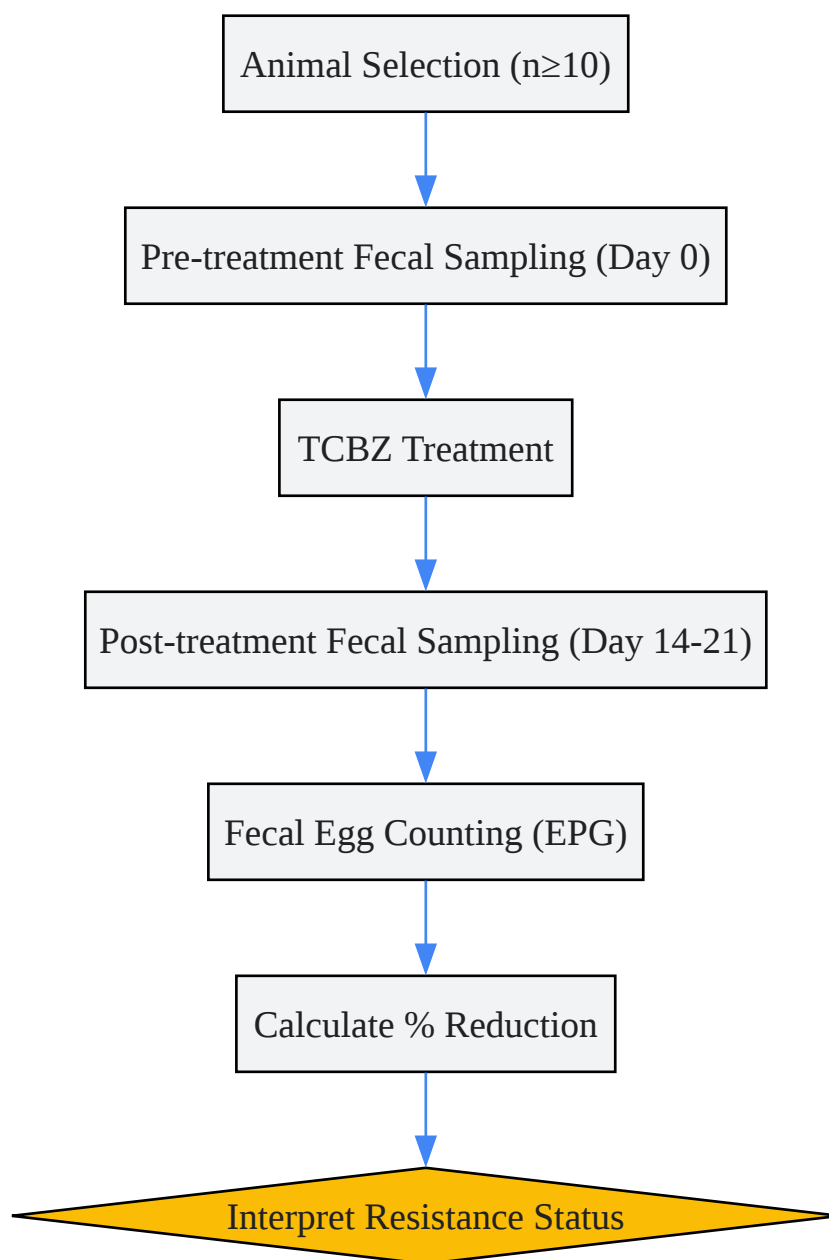 Animal Selection (n≥10)
Pre-treatment Fecal Sampling (Day 0)
TCBZ Treatment
Post-treatment Fecal Sampling (Day 14-21)
Fecal Egg Counting (EPG)
Calculate % Reduction
Interpret Resistance Status